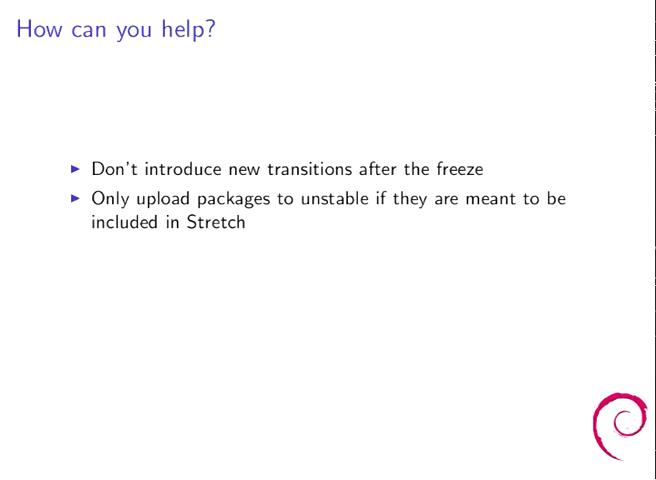 How can you help?
Don't introduce new transitions after the freeze
Only upload packages to unstable if they are meant to be
included in Stretch